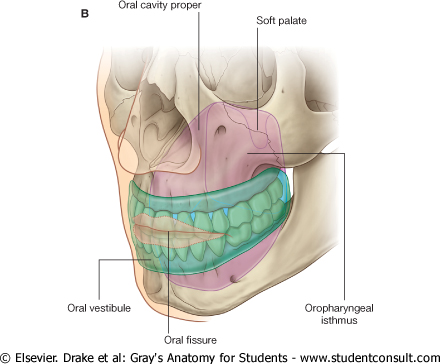 B
Oral cavity proper
Soft palate
Oral vestibule
Oral fissure
Oropharyngeal
isthmus
© Elsevier. Drake et al: Gray's Anatomy for Students - www.studentconsult.com